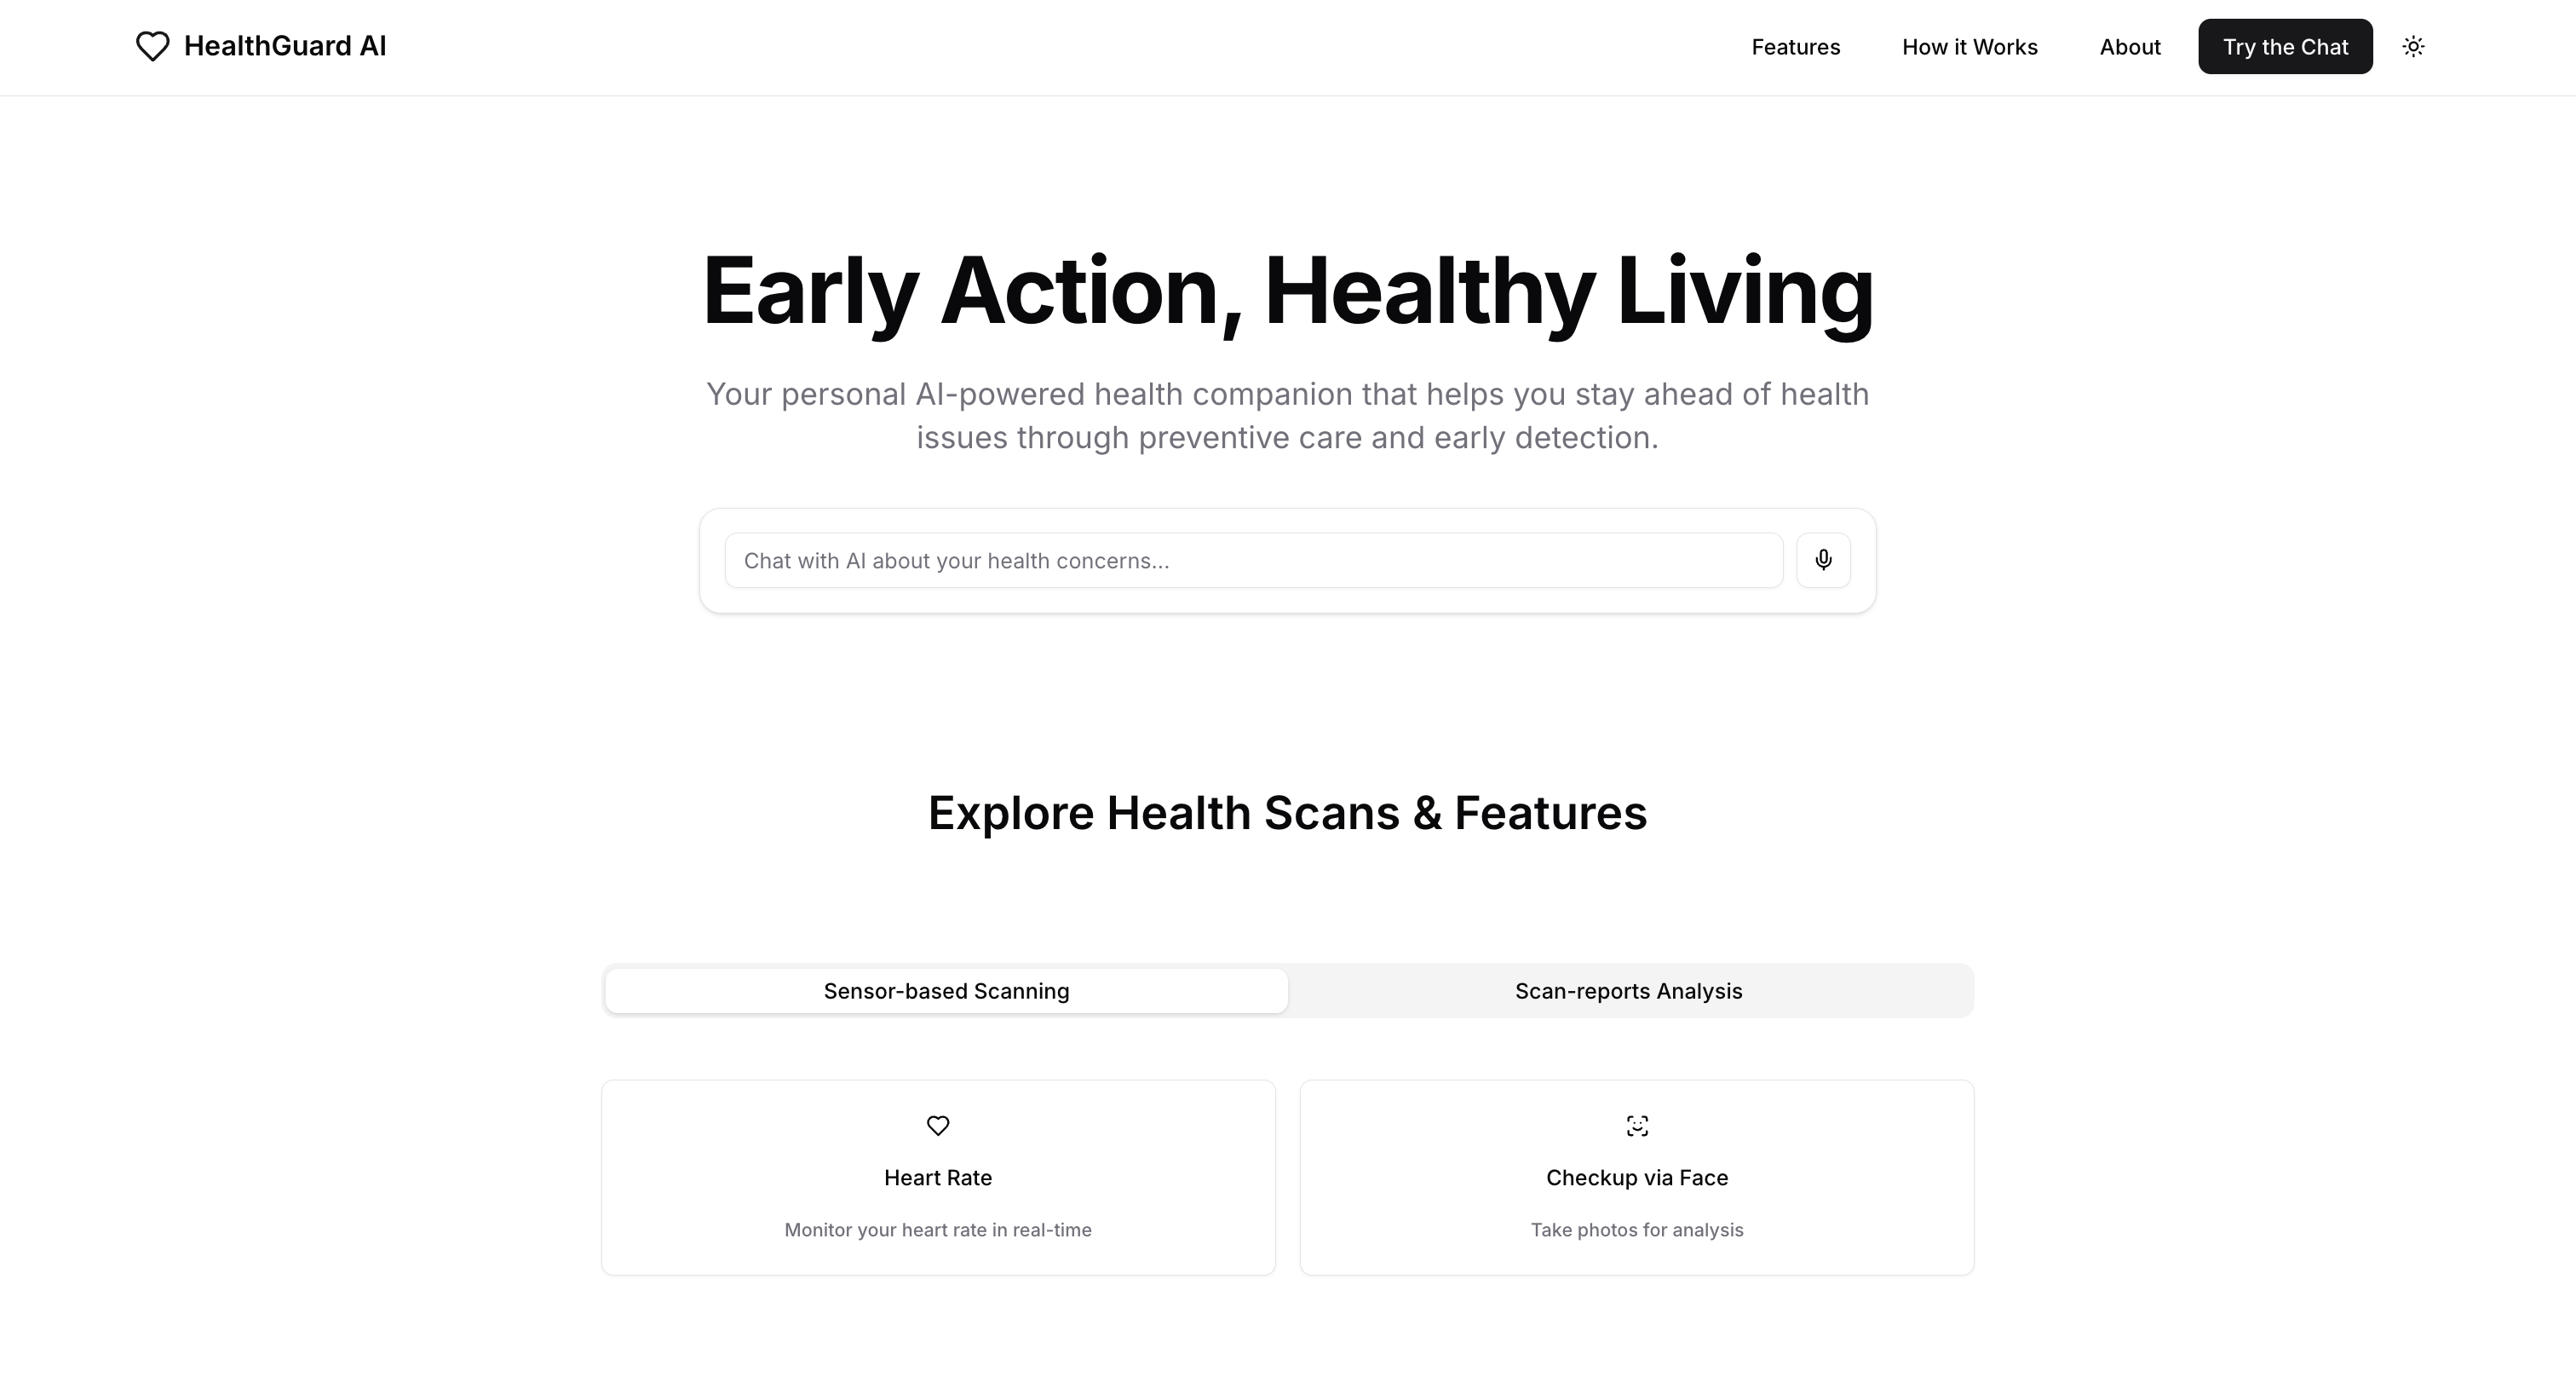 HealthGuard AI
Features
How it Works
About
Try the Chat
Early Action, Healthy Living
Your personal AI-powered health companion that helps you stay ahead of health
issues through preventive care and early detection.
Chat with AI about your health concerns...
Explore Health Scans & Features
Sensor-based Scanning
Scan-reports Analysis
Heart Rate
Monitor your heart rate in real-time
Checkup via Face
Take photos for analysis